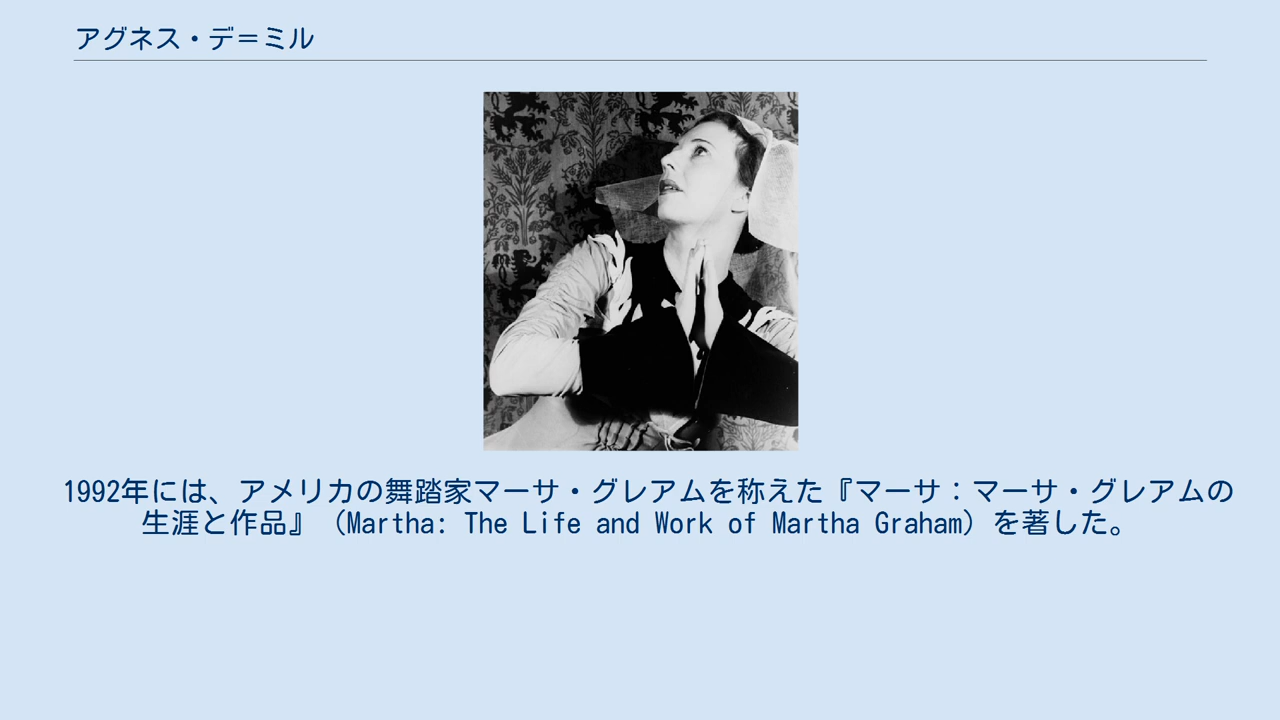 アグネス・デ＝ミル
1992年には、アメリカの舞踏家マーサ・グレアムを称えた『マーサ：マーサ・グレアムの
生涯と作品』（Martha: The Life and Work of Martha Graham）を著した。